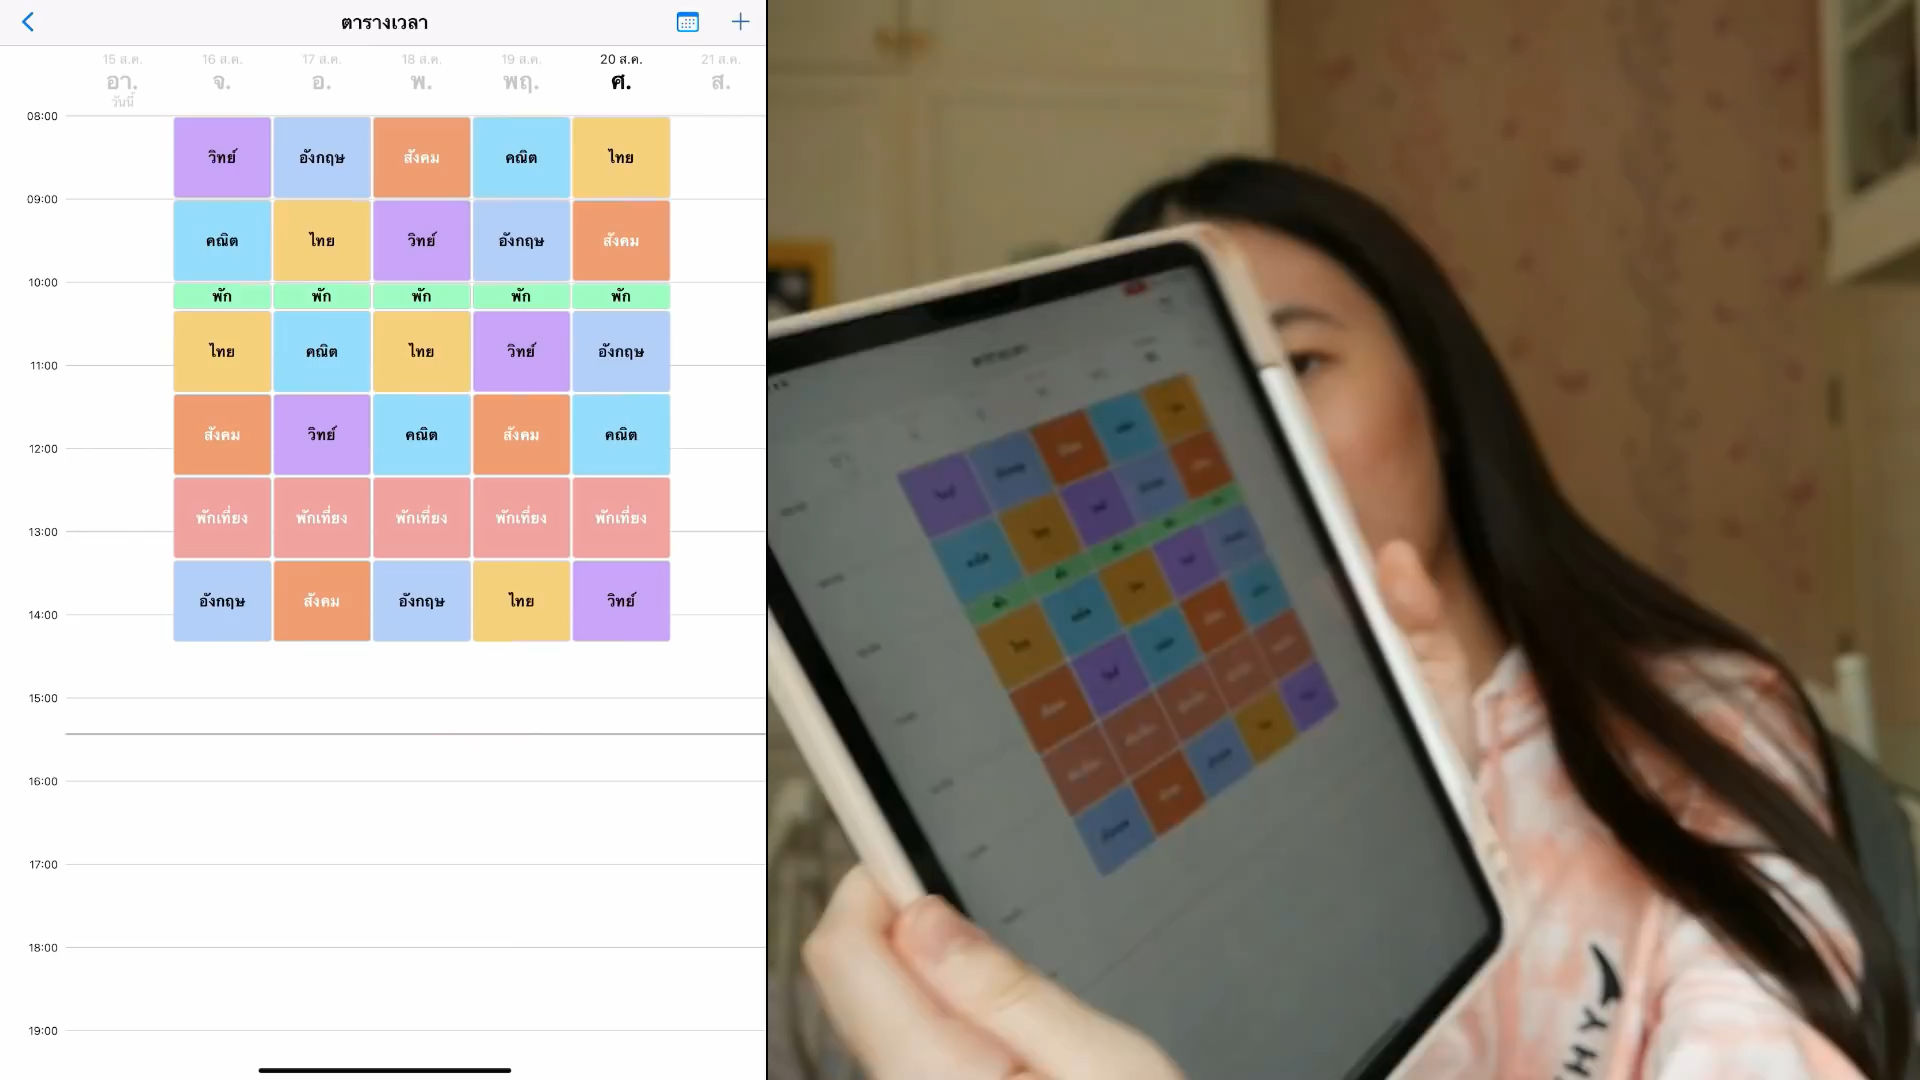 ตารางเวลา
15 ส.ค. 16 ส.ค. 17 ส.ค. 18 ส.ค. 19 ส.ค. 20 ส.ค. 21 ส.ค.
อา. จ. อ. พ. พฤ. ศ. ส.
วันนี้
08:00
วิทย์ อังกฤษ สังคม คณิต ไทย
09:00
คณิต ไทย วิทย์ อังกฤษ สังคม
10:00
พัก พัก พัก พัก พัก
ไทย คณิต ไทย วิทย์ อังกฤษ
11:00
สังคม วิทย์ คณิต สังคม คณิต
12:00
พักเที่ยง พักเที่ยง พักเที่ยง พักเที่ยง พักเที่ยง
13:00
อังกฤษ สังคม อังกฤษ ไทย วิทย์
14:00
15:00
16:00
17:00
18:00
19:00